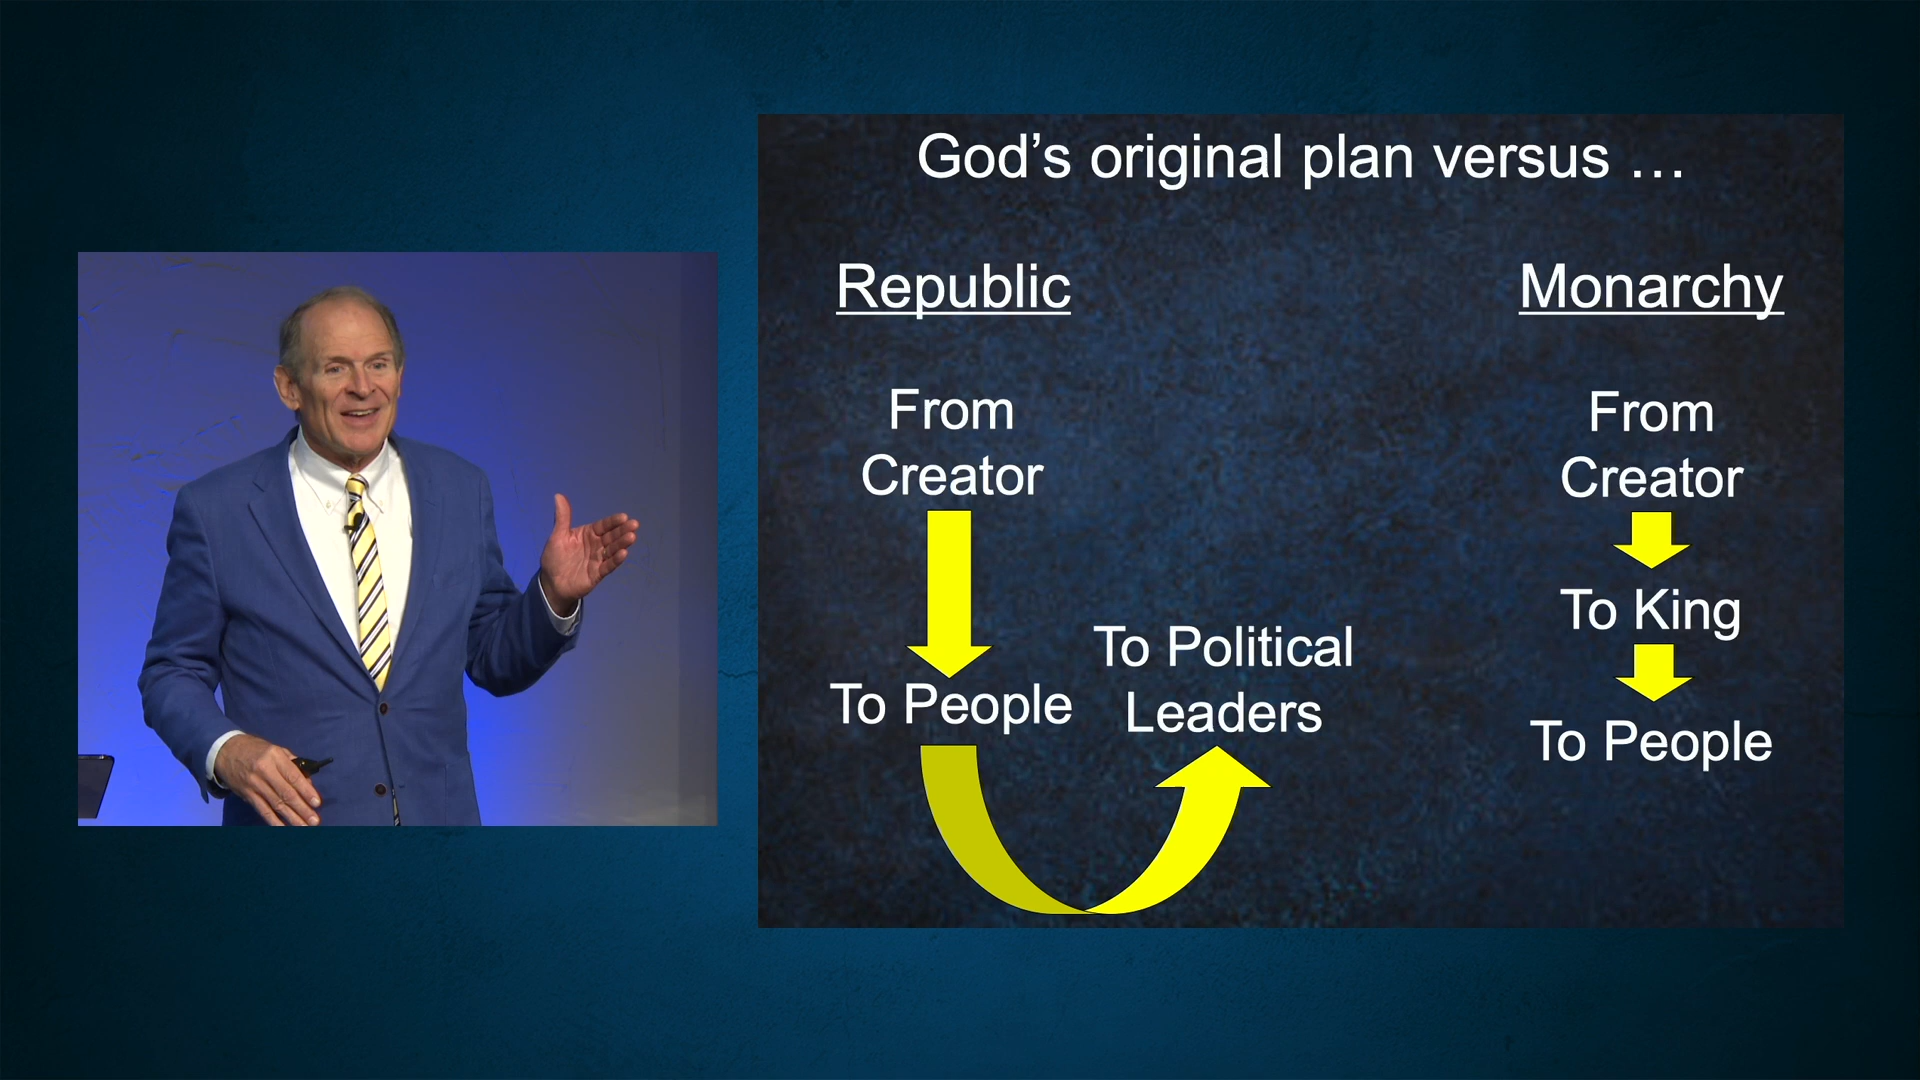 God’s original plan versus …
Republic
From
Creator
To People
To Political
Leaders
Monarchy
From
Creator
To King
To People